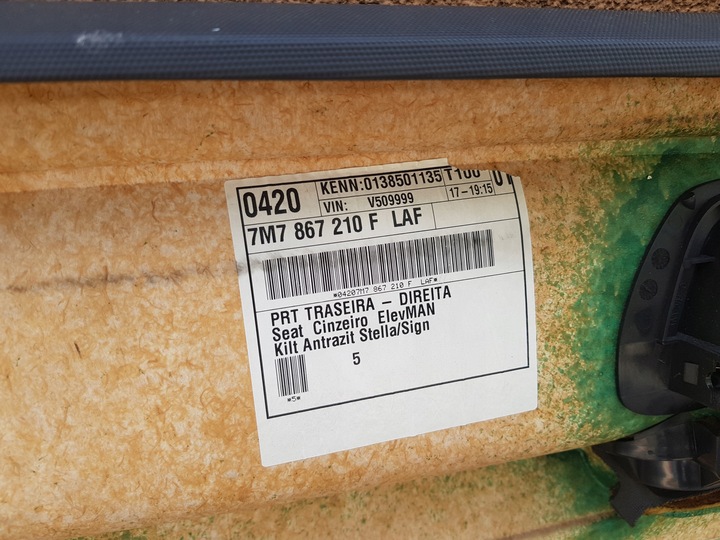 0420 KENN:0138501135 T100 01
VIN: V509999 17-19:15
7M7 867 210 F LAF
*04207M7 867 210 F LAF*
PRT TRASEIRA – DIREITA
Seat Cinzeiro ElevMAN
Kilt Antrazit Stella/Sign
5
*5*